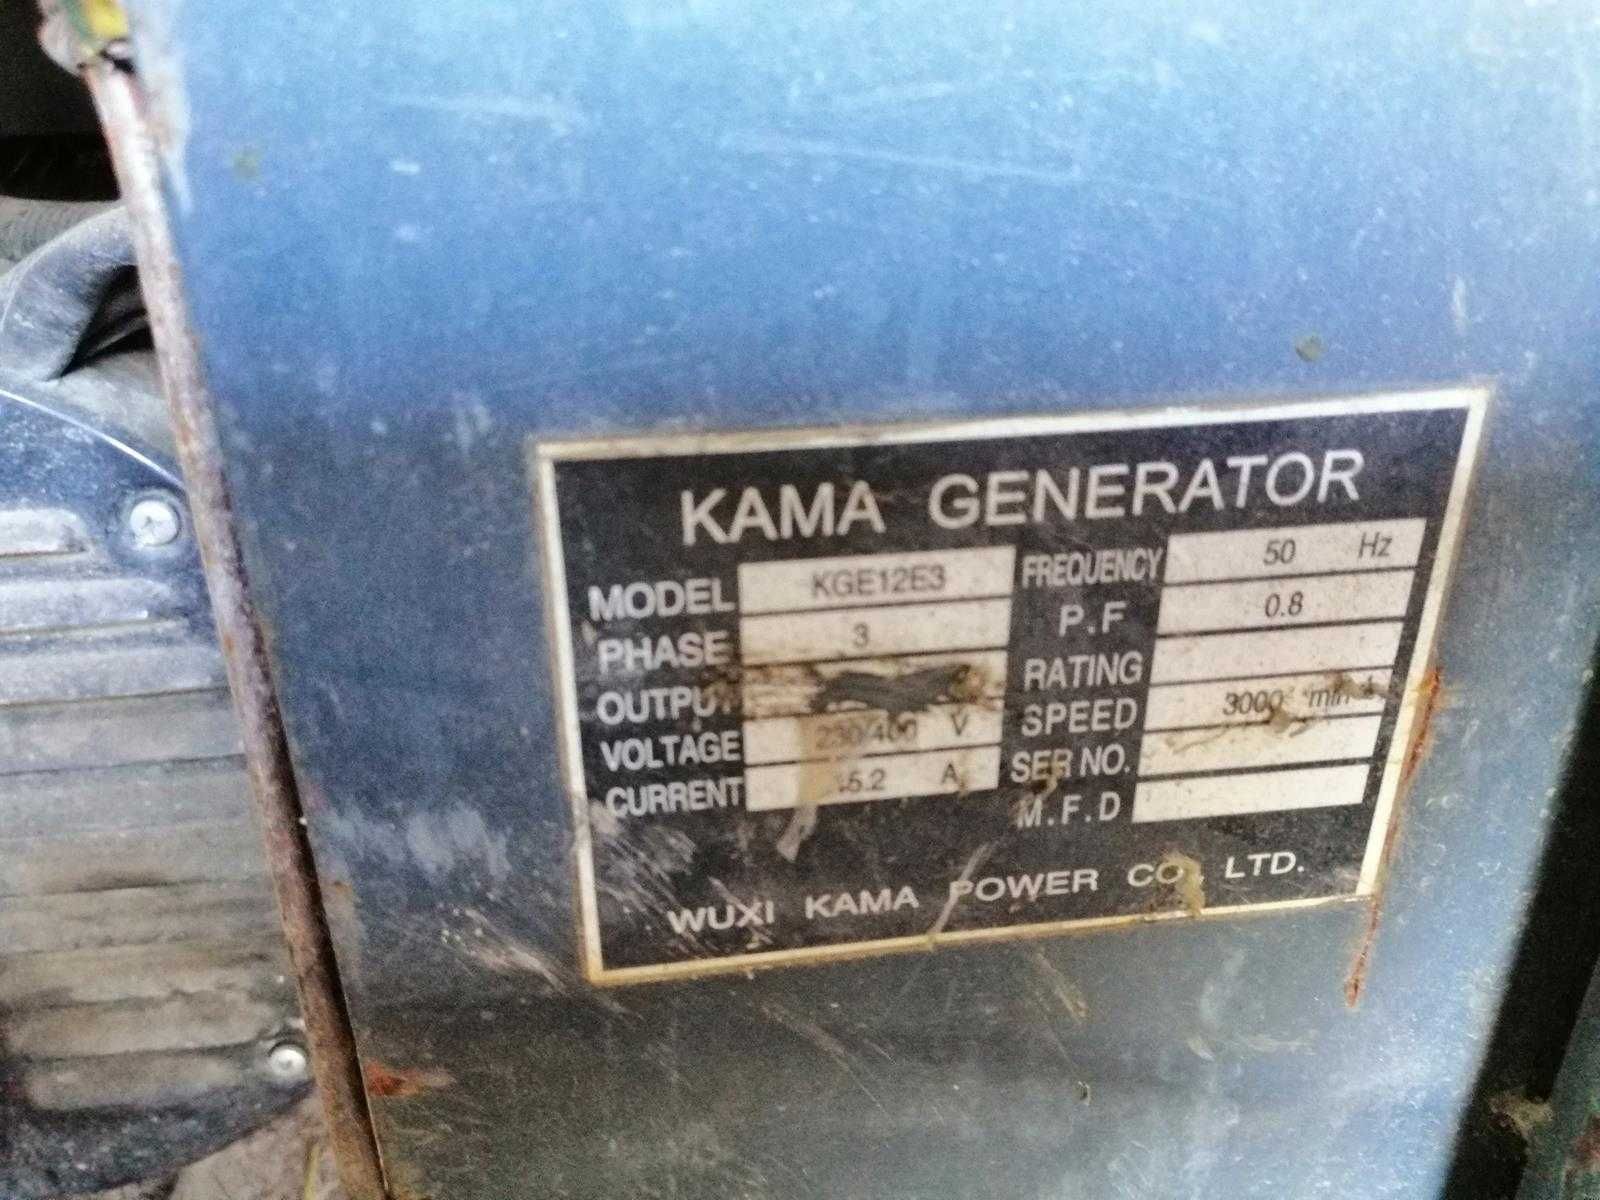 KAMA GENERATOR
MODEL KGE12E3 FREQUENCY 50 Hz
PHASE 3 P.F 0.8
OUTPUT RATING
VOLTAGE 230/400 V SPEED 3000 min
CURRENT A SER NO.
M.F.D
WUXI KAMA POWER CO., LTD.